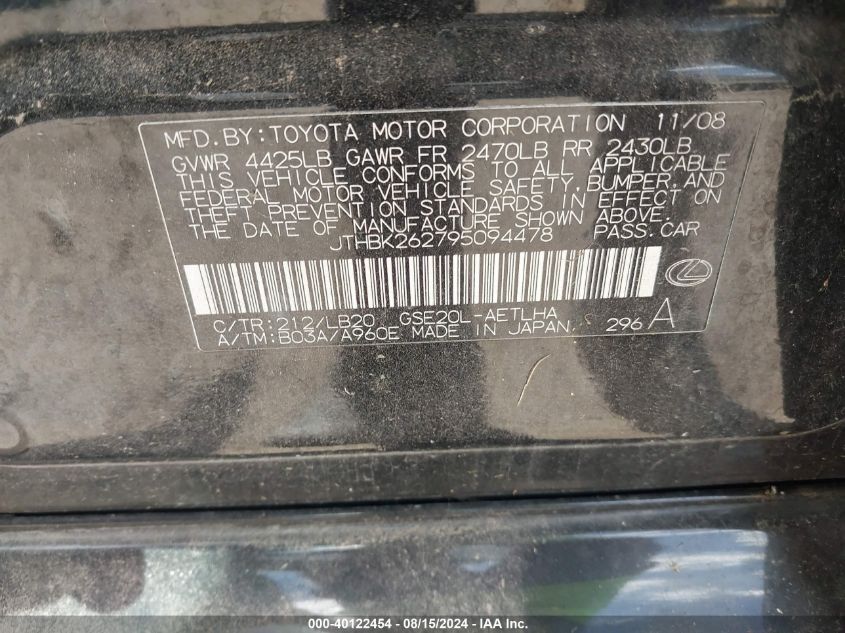 MFD. BY: TOYOTA MOTOR CORPORATION 11/08
GVWR 4425LB GAWR FR 2470LB RR 2430LB
THIS VEHICLE CONFORMS TO ALL APPLICABLE
FEDERAL MOTOR VEHICLE SAFETY, BUMPER, AND
THEFT PREVENTION STANDARDS IN EFFECT ON
THE DATE OF MANUFACTURE SHOWN ABOVE.
JTHBK262795094478 PASS. CAR
C/TR: 212/LB20 GSE20L-AETLHA
A/TM: B03A/A960E MADE IN JAPAN. 296 A
000-40122454 - 08/15/2024 - © IAA Inc.